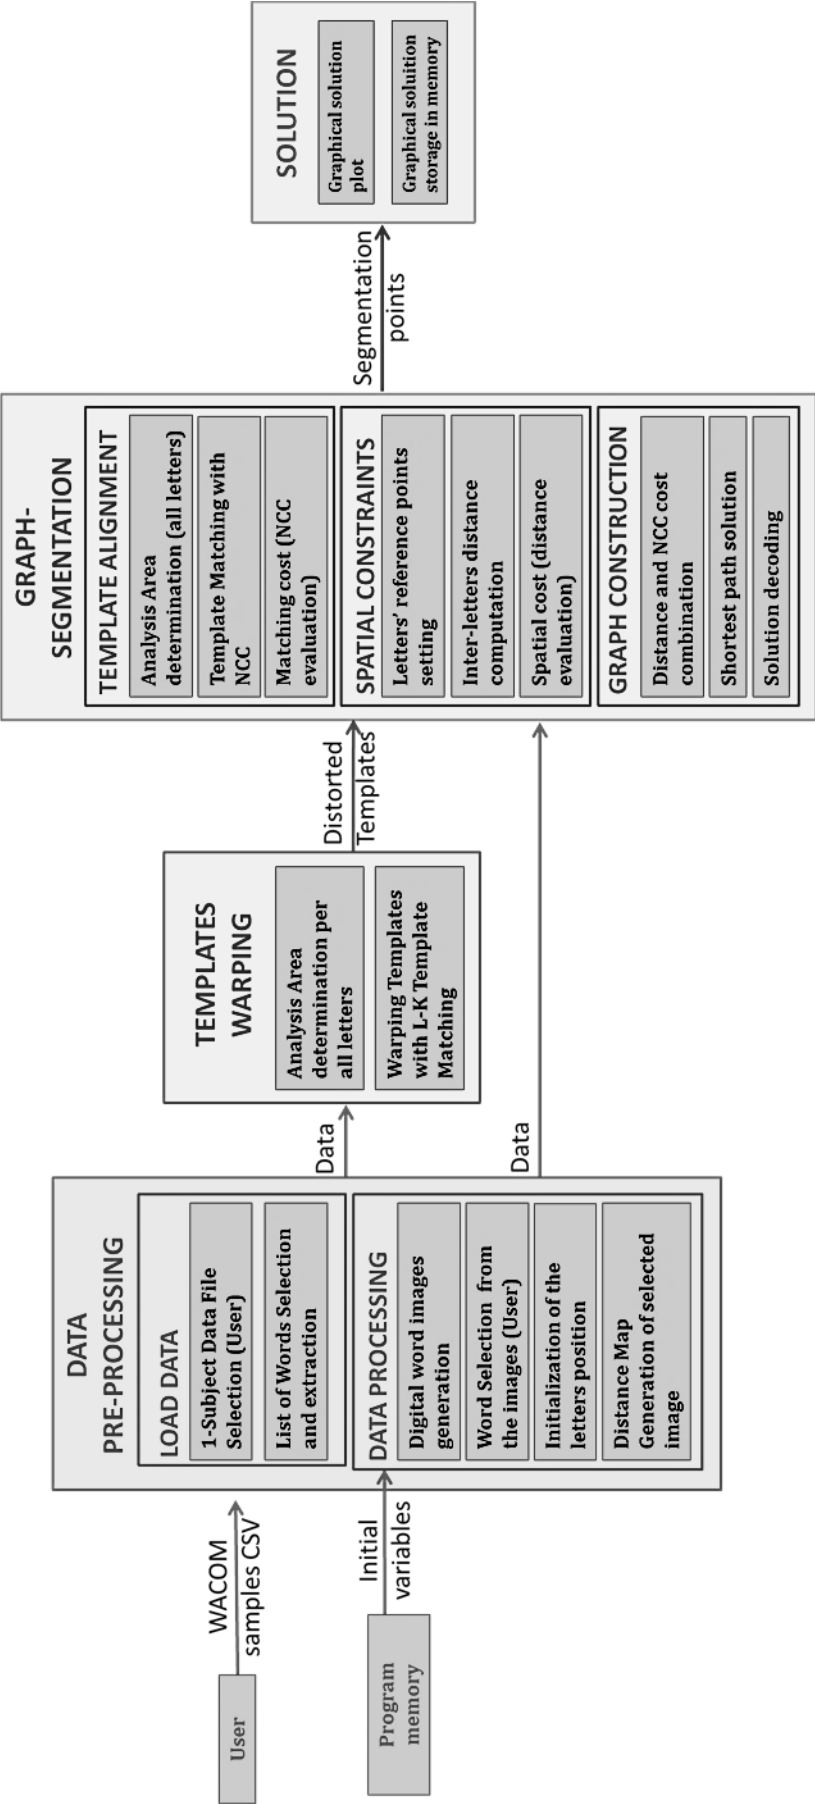 User
WACOM
samples CSV
Program
memory
Initial
variables
DATA
PRE-PROCESSING
LOAD DATA
1-Subject Data File
Selection (User)
List of Words Selection
and extraction
DATA PROCESSING
Digital word images
generation
Word Selection from
the images (User)
Initialization of the
letters position
Distance Map
Generation of selected
image
Data
Data
TEMPLATES
WARPING
Analysis Area
determination per
all letters
Warping Templates
with L-K Template
Matching
Distorted
Templates
GRAPH-
SEGMENTATION
TEMPLATE ALIGNMENT
Analysis Area
determination (all letters)
Template Matching with
NCC
Matching cost (NCC
evaluation)
SPATIAL CONSTRAINTS
Letters' reference points
setting
Inter-letters distance
computation
Spatial cost (distance
evaluation)
GRAPH CONSTRUCTION
Distance and NCC cost
combination
Shortest path solution
Solution decoding
Segmentation
points
SOLUTION
Graphical solution
plot
Graphical soluition
storage in memory